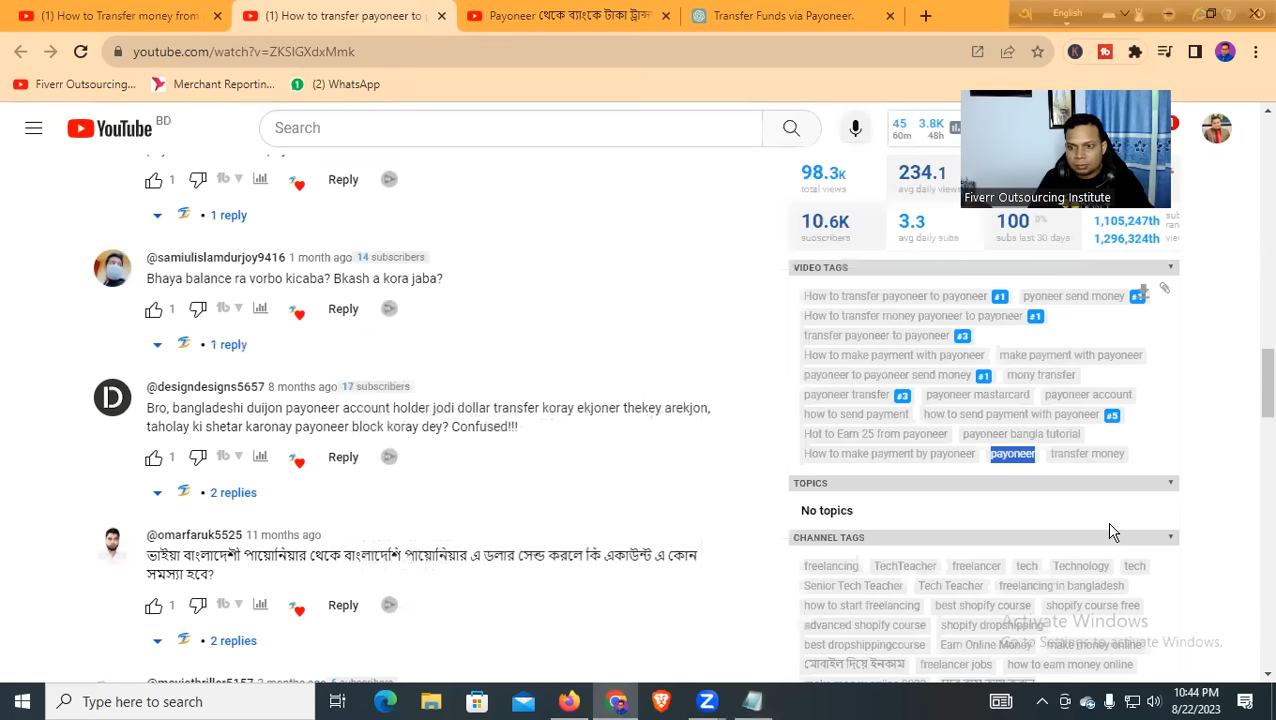 (1) How to transfer money from
(1) How to transfer payoneer to p
Payoneer থেকে ব্যাংকে টাকা ট্রান্স
Transfer Funds via Payoneer.
youtube.com/watch?v=ZKSlGXdxMmk
Fiverr Outsourcing...
Merchant Reportin...
(2) WhatsApp
YouTube BD
Search
45 3.8K
60m 48h
Fiverr Outsourcing Institute
1 Reply
1 reply
98.3K 234.1
total views avg daily views
10.6K 3.3 100 0% 1,105,247th
subscribers avg daily subs subs last 30 days 1,296,324th
@samiulislamdurjoy9416 1 month ago 14 subscribers
Bhaya balance ra vorbo kicaba? Bkash a kora jaba?
1 Reply
1 reply
@designdesigns5657 8 months ago 17 subscribers
Bro, bangladeshi duijon payoneer account holder jodi dollar transfer koray ekjoner thekey arekjon,
taholay ki shetar karonay payoneer block koray dey? Confused!!!
1 Reply
2 replies
@omarfaruk5525 11 months ago
ভাইয়া বাংলাদেশী পায়োনিয়ার থেকে বাংলাদেশি পায়োনিয়ার এ ডলার সেন্ড করলে কি একাউন্ট এ কোন
সমস্যা হবে?
1 Reply
2 replies
VIDEO TAGS
How to transfer payoneer to payoneer #1 pyoneer send money
How to transfer money payoneer to payoneer #1
transfer payoneer to payoneer #3
How to make payment with payoneer make payment with payoneer
payoneer to payoneer send money #1 mony transfer
payoneer transfer #3 payoneer mastarcard payoneer account
how to send payment how to send payment with payoneer #5
Hot to Earn 25 from payoneer payoneer bangla tutorial
How to make payment by payoneer payoneer transfer money
TOPICS
No topics
CHANNEL TAGS
freelancing TechTeacher freelancer tech Technology tech
Senior Tech Teacher Tech Teacher freelancing in bangladesh
how to start freelancing best shopify course shopify course free
advanced shopify course shopify dropshipping
best dropshippingcourse Earn Online Money make money online
মোবাইল দিয়ে ইনকাম freelancer jobs how to earn money online
Activate Windows
Go to Settings to activate Windows.
Type here to search
10:44 PM
8/22/2023